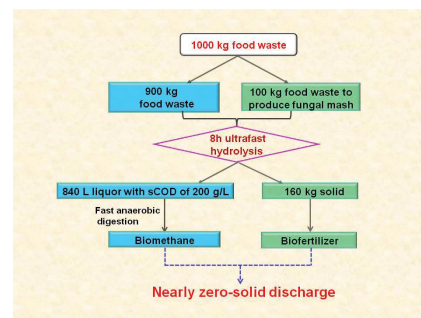 1000 kg food waste
900 kg
food waste
100 kg food waste to
produce fungal mash
8h ultrafast
hydrolysis
840 L liquor with sCOD of 200 g/L
160 kg solid
Fast anaerobic
digestion
Biomethane
Biofertilizer
Nearly zero-solid discharge